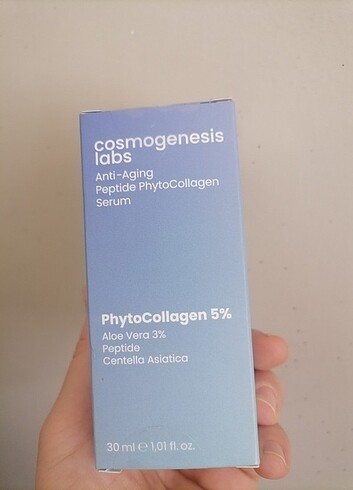 cosmogenesis
labs
Anti-Aging
Peptide PhytoCollagen
Serum
PhytoCollagen 5%
Aloe Vera 3%
Peptide
Centella Asiatica
30 ml ℮ 1,01 fl. oz.